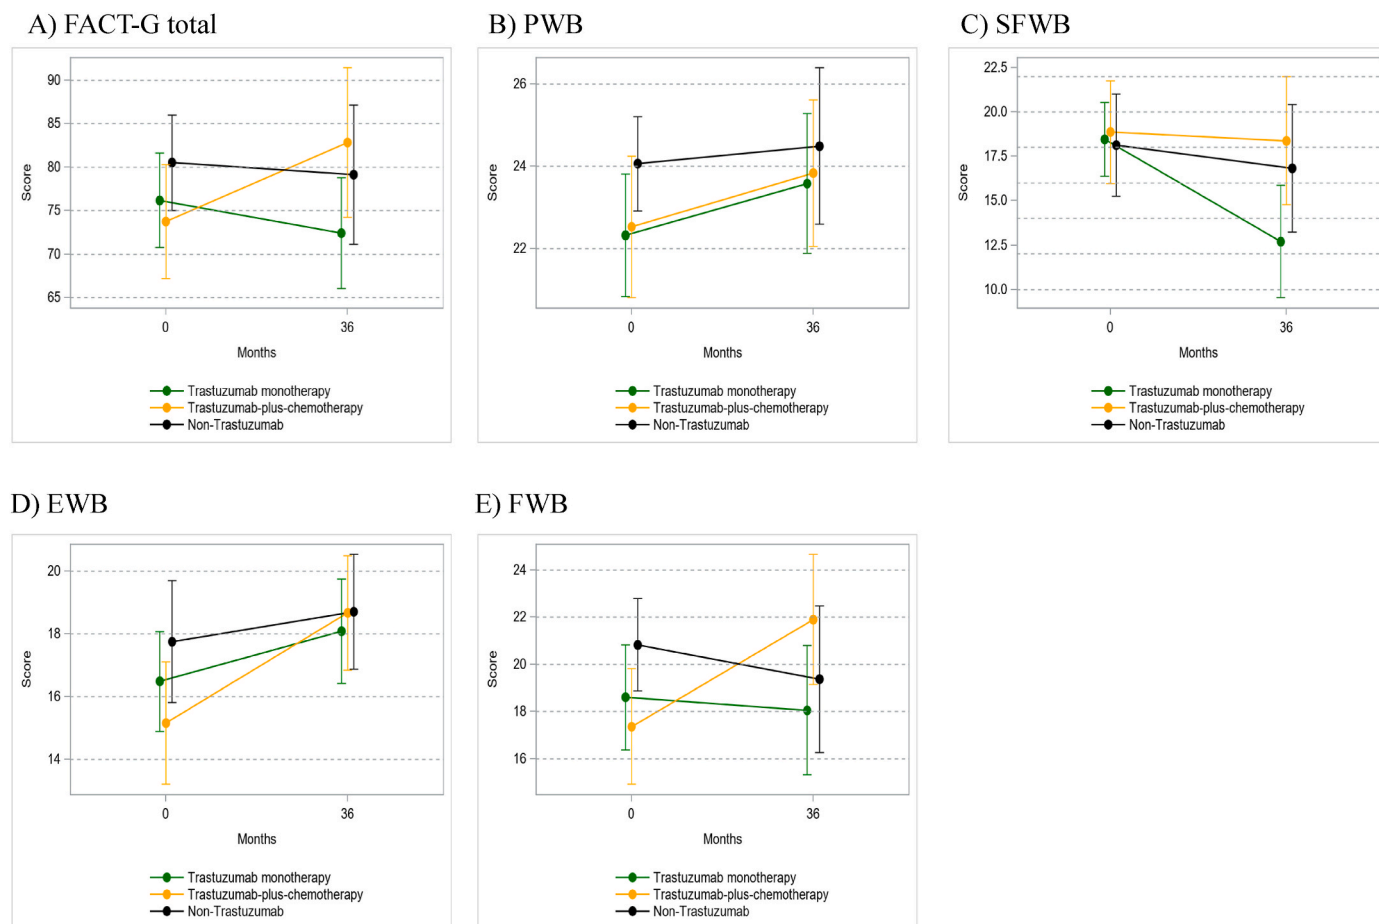 A) FACT-G total
90
85
80
75
70
65
Score
0 36
Months
Trastuzumab monotherapy
Trastuzumab-plus-chemotherapy
Non-Trastuzumab
B) PWB
26
24
22
Score
0 36
Months
Trastuzumab monotherapy
Trastuzumab-plus-chemotherapy
Non-Trastuzumab
C) SFWB
22.5
20.0
17.5
15.0
12.5
10.0
Score
0 36
Months
Trastuzumab monotherapy
Trastuzumab-plus-chemotherapy
Non-Trastuzumab
D) EWB
20
18
16
14
Score
0 36
Months
Trastuzumab monotherapy
Trastuzumab-plus-chemotherapy
Non-Trastuzumab
E) FWB
24
22
20
18
16
Score
0 36
Months
Trastuzumab monotherapy
Trastuzumab-plus-chemotherapy
Non-Trastuzumab